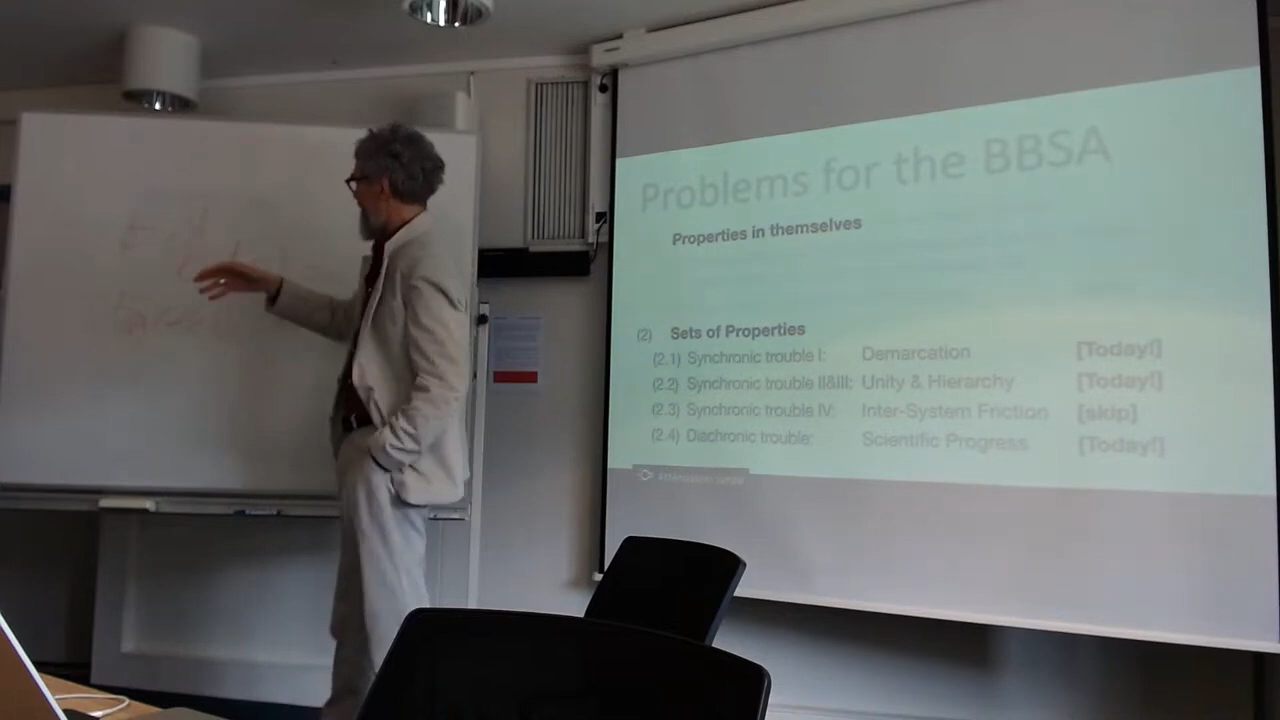 Problems for the BBSA
Properties in themselves
(2) Sets of Properties
(2.1) Synchronic trouble I: Demarcation [Today!]
(2.2) Synchronic trouble II&III: Unity & Hierarchy [Today!]
(2.3) Synchronic trouble IV: Inter-System Friction [skip]
(2.4) Diachronic trouble: Scientific Progress [Today!]